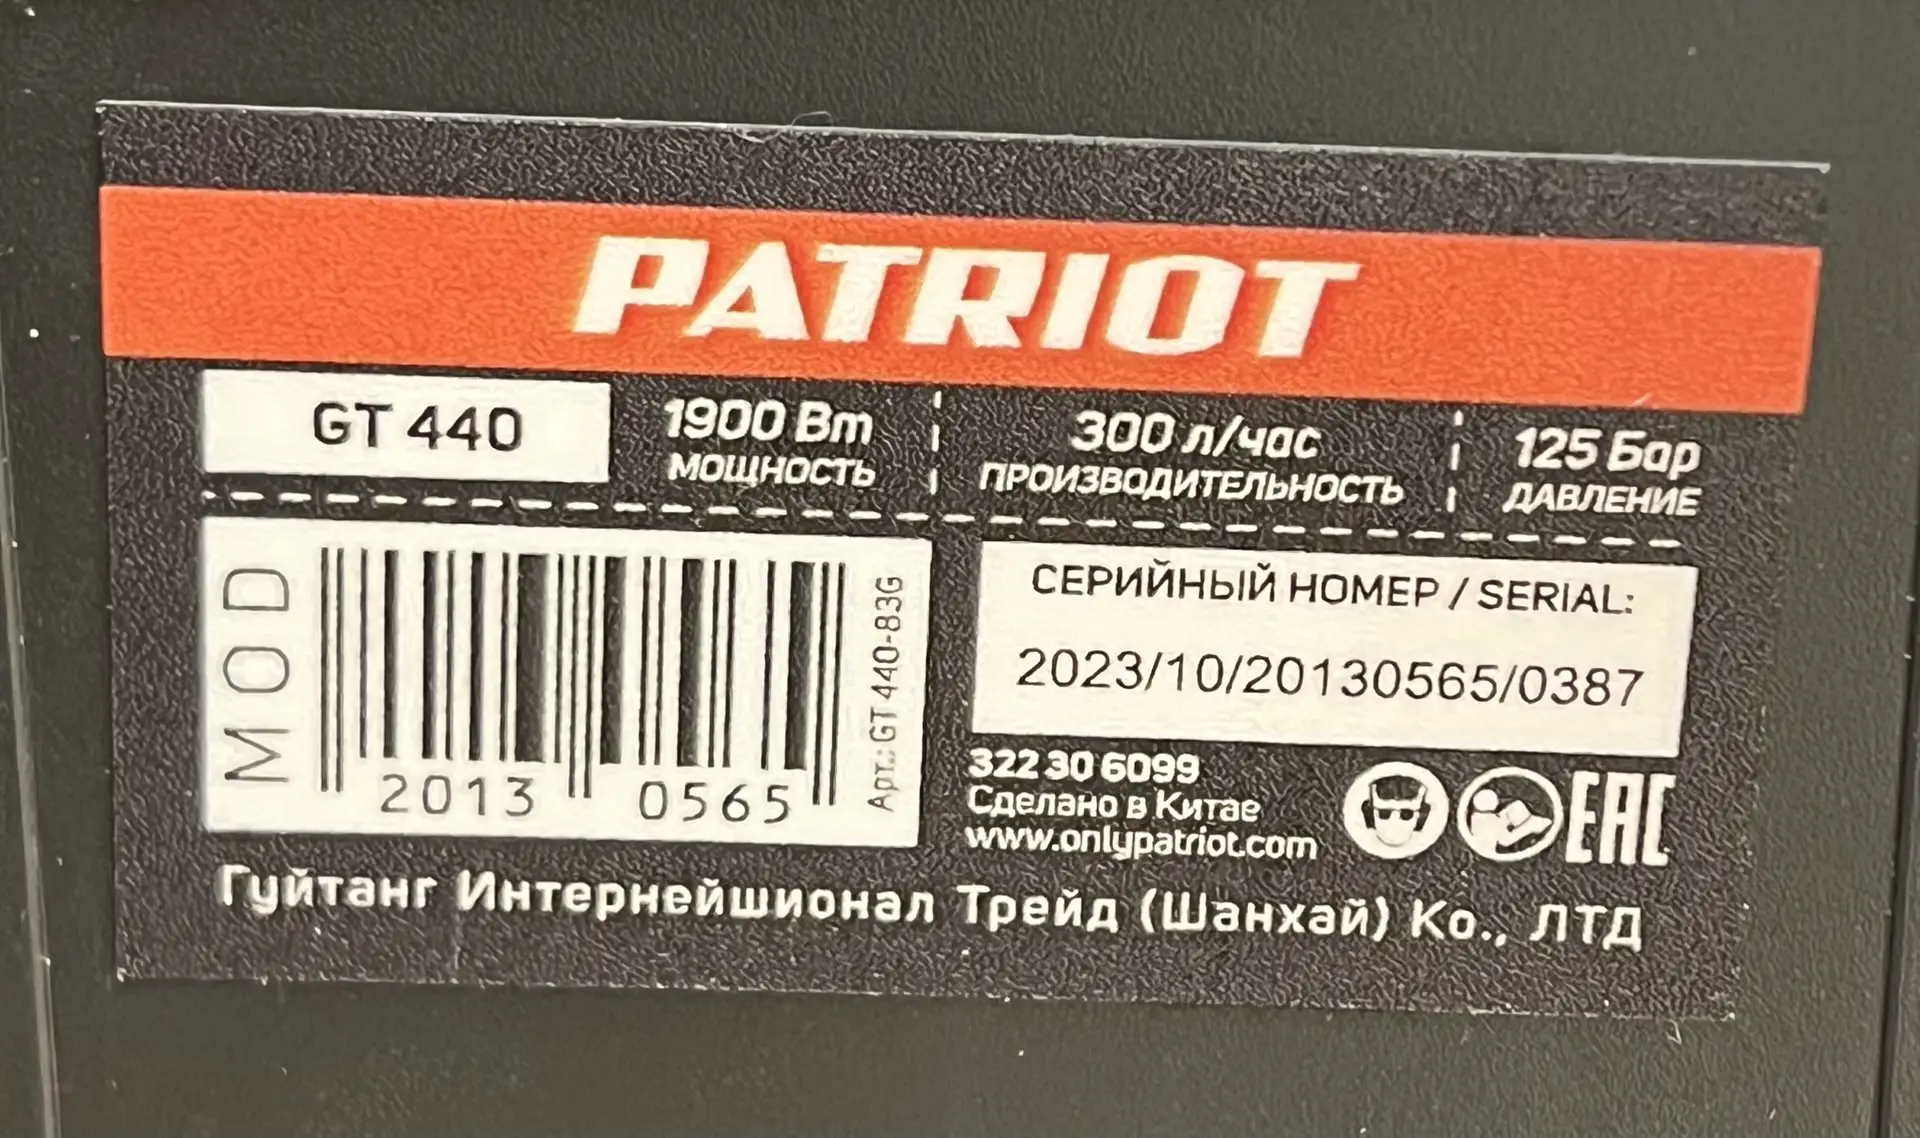 PATRIOT
GT 440
1900 Вт
МОЩНОСТЬ
300 л/час
ПРОИЗВОДИТЕЛЬНОСТЬ
125 Бар
ДАВЛЕНИЕ
MOD
2013 0565
Арт.: GT 440-83G
СЕРИЙНЫЙ НОМЕР / SERIAL:
2023/10/20130565/0387
322 30 6099
Сделано в Китае
www.onlypatriot.com
EAC
Гуйтанг Интернейшионал Трейд (Шанхай) Ко., ЛТД